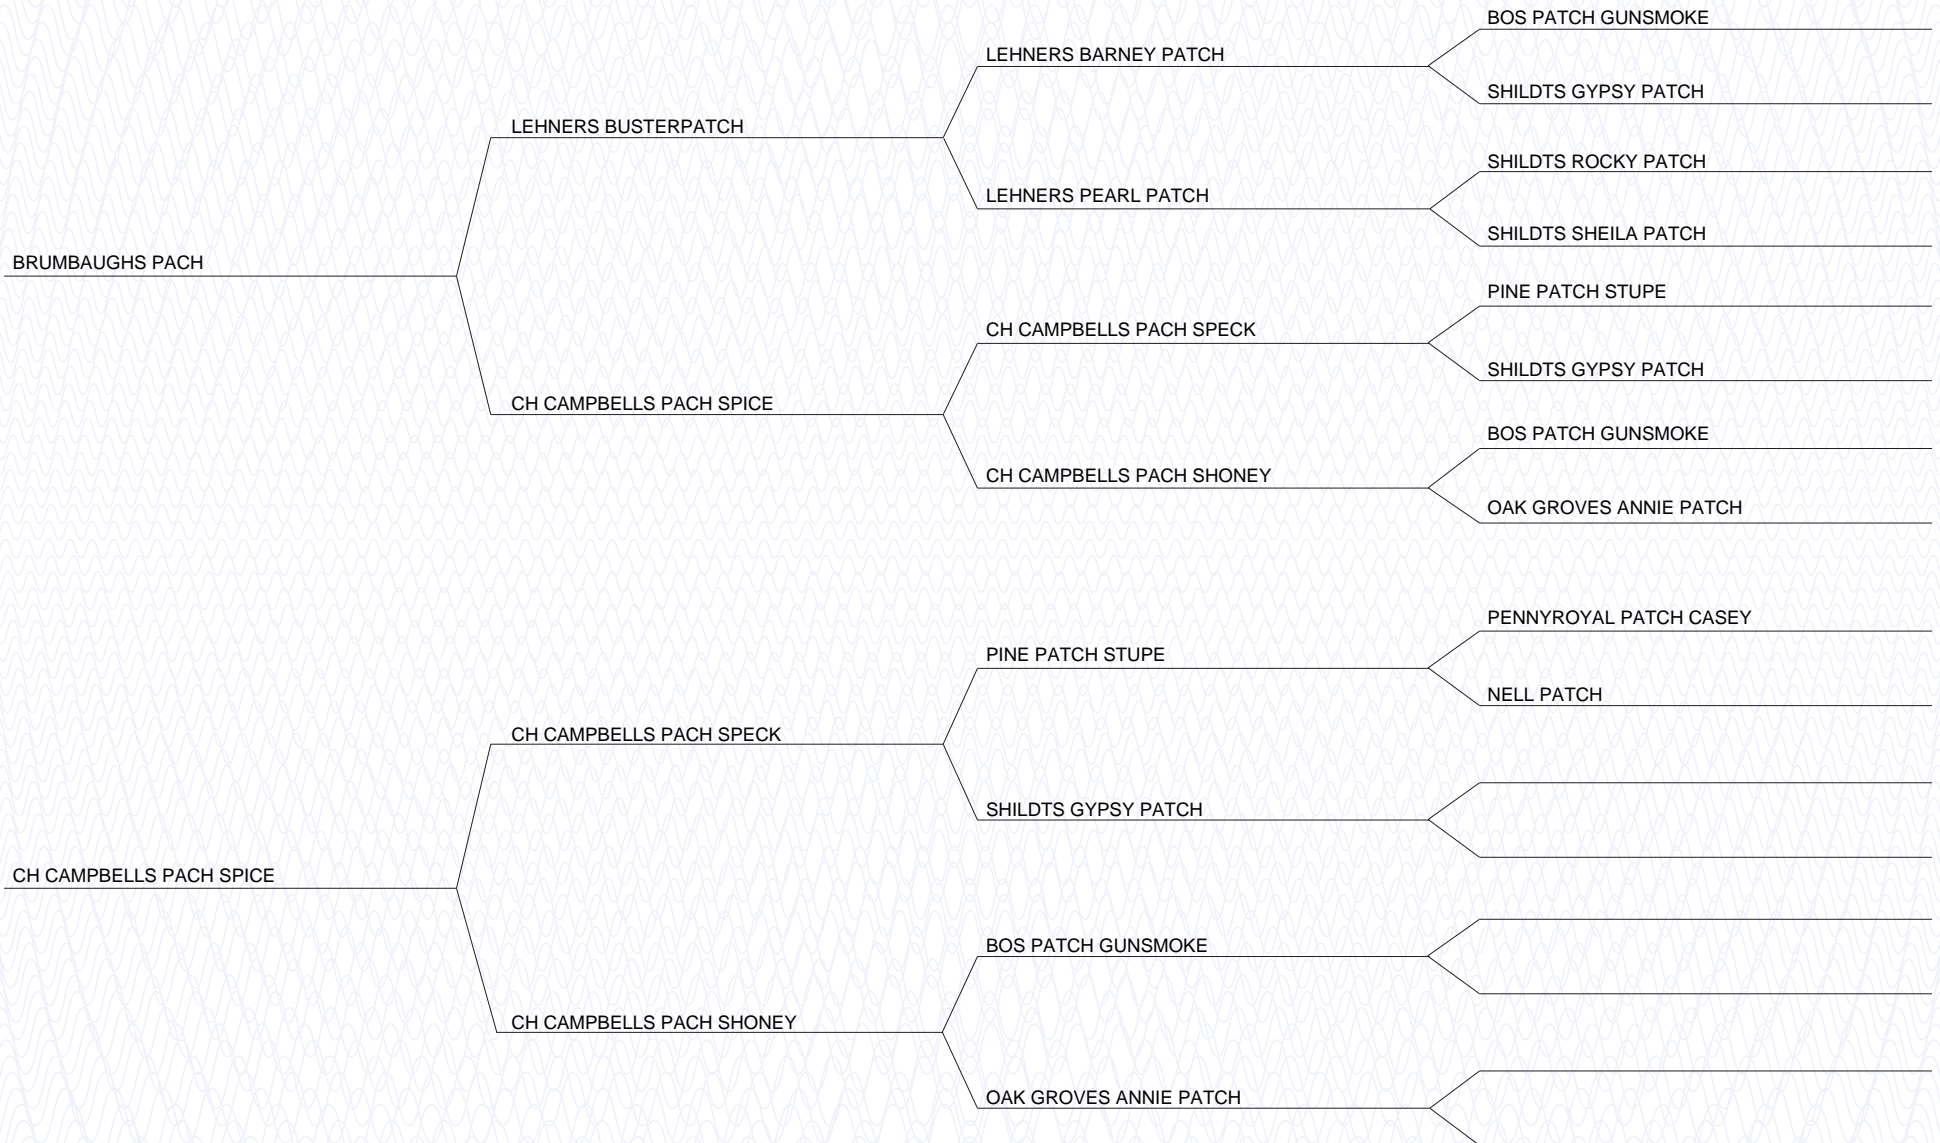 BOS PATCH GUNSMOKE
LEHNERS BARNEY PATCH
SHILDTS GYPSY PATCH
LEHNERS BUSTERPATCH
SHILDTS ROCKY PATCH
LEHNERS PEARL PATCH
SHILDTS SHEILA PATCH
BRUMBAUGHS PACH
PINE PATCH STUPE
CH CAMPBELLS PACH SPECK
SHILDTS GYPSY PATCH
CH CAMPBELLS PACH SPICE
BOS PATCH GUNSMOKE
CH CAMPBELLS PACH SHONEY
OAK GROVES ANNIE PATCH
PENNYROYAL PATCH CASEY
PINE PATCH STUPE
NELL PATCH
CH CAMPBELLS PACH SPECK
SHILDTS GYPSY PATCH
CH CAMPBELLS PACH SPICE
BOS PATCH GUNSMOKE
CH CAMPBELLS PACH SHONEY
OAK GROVES ANNIE PATCH